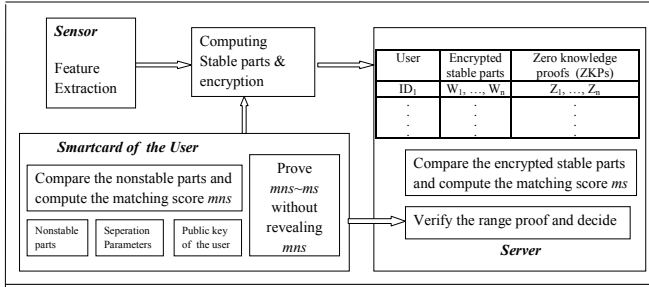 Sensor
Feature
Extraction
Computing
Stable parts &
encryption
User
Encrypted
stable parts
Zero knowledge
proofs (ZKPs)
ID1
W1, …, Wn
Z1, …, Zn
. . .
. . .
. . .
Smartcard of the User
Compare the nonstable parts and
compute the matching score mns
Nonstable
parts
Seperation
Parameters
Public key
of the user
Prove
mns~ms
without
revealing
mns
Compare the encrypted stable parts
and compute the matching score ms
Verify the range proof and decide
Server